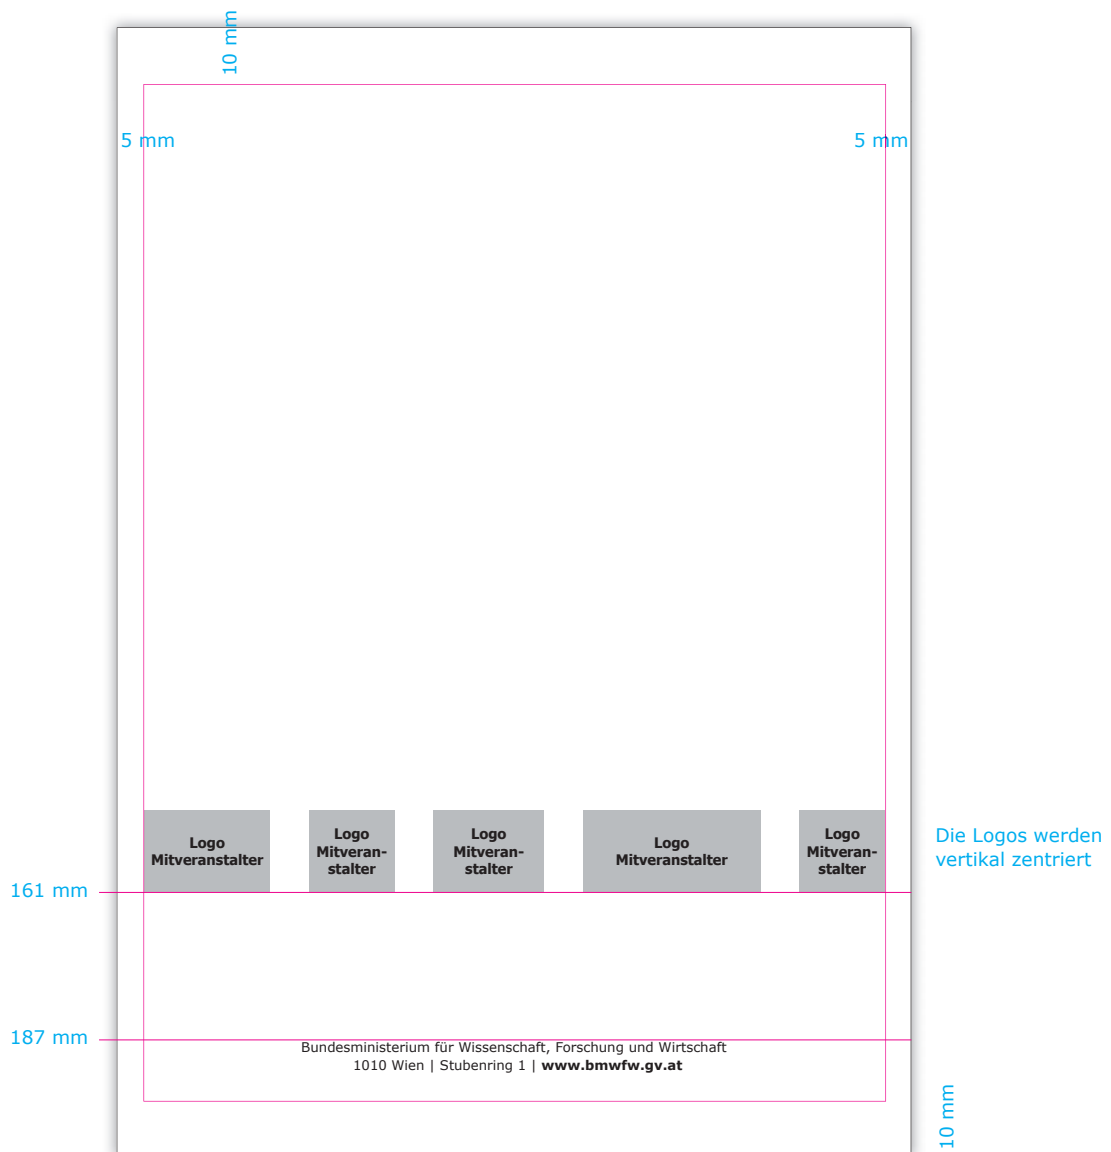 10 mm
5 mm
5 mm
Logo
Mitveranstalter
Logo
Mitveran-
stalter
Logo
Mitveran-
stalter
Logo
Mitveranstalter
Logo
Mitveran-
stalter
Die Logos werden
vertikal zentriert
161 mm
187 mm
Bundesministerium für Wissenschaft, Forschung und Wirtschaft
1010 Wien | Stubenring 1 | www.bmwfw.gv.at
10 mm